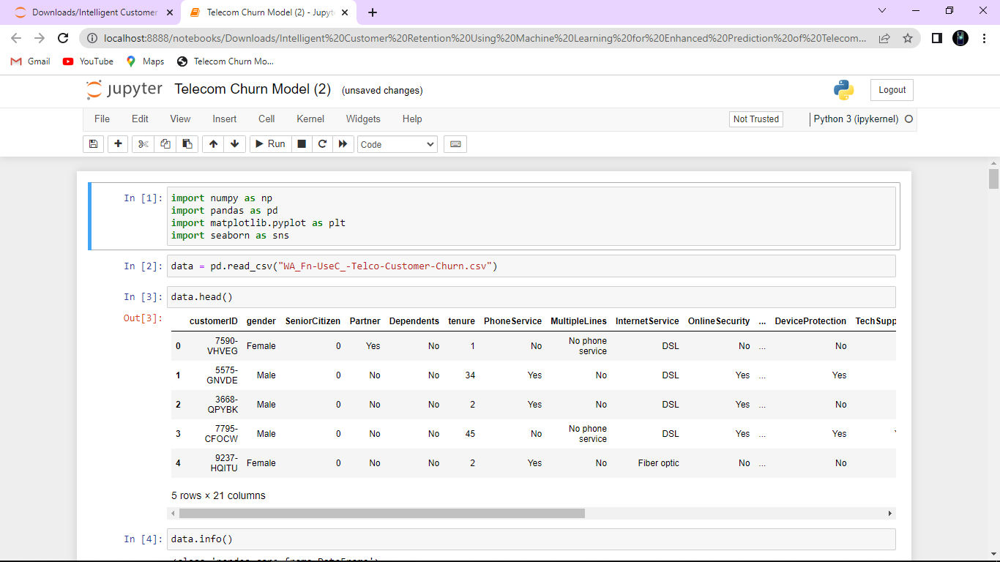 Downloads/Intelligent Customer
Telecom Churn Model (2) - Jupyt
localhost:8888/notebooks/Downloads/Intelligent%20Customer%20Retention%20Using%20Machine%20Learning%20for%20Enhanced%20Prediction%20of%20Telecom...
Gmail YouTube Maps Telecom Churn Mo...
jupyter Telecom Churn Model (2) (unsaved changes) Logout
File Edit View Insert Cell Kernel Widgets Help Not Trusted Python 3 (ipykernel)
Run Code
In [1]: import numpy as np
import pandas as pd
import matplotlib.pyplot as plt
import seaborn as sns
In [2]: data = pd.read_csv("WA_Fn-UseC_-Telco-Customer-Churn.csv")
In [3]: data.head()
Out[3]:
customerID gender SeniorCitizen Partner Dependents tenure PhoneService MultipleLines InternetService OnlineSecurity ... DeviceProtection TechSupp
0 7590-VHVEG Female 0 Yes No 1 No No phone service DSL No ... No
1 5575-GNVDE Male 0 No No 34 Yes No DSL Yes ... Yes
2 3668-QPYBK Male 0 No No 2 Yes No DSL Yes ... No
3 7795-CFOCW Male 0 No No 45 No No phone service DSL Yes ... Yes
4 9237-HQITU Female 0 No No 2 Yes No Fiber optic No ... No
5 rows × 21 columns
In [4]: data.info()